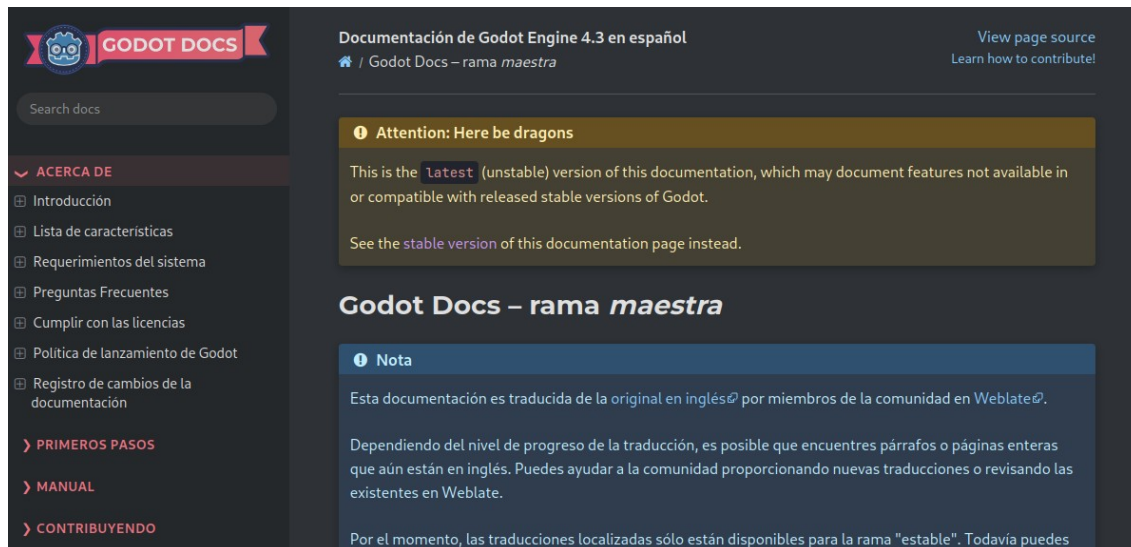 GODOT DOCS
Search docs
ACERCA DE
Introducción
Lista de características
Requerimientos del sistema
Preguntas Frecuentes
Cumplir con las licencias
Política de lanzamiento de Godot
Registro de cambios de la
documentación
PRIMEROS PASOS
MANUAL
CONTRIBUYENDO
Documentación de Godot Engine 4.3 en español
/ Godot Docs – rama maestra
View page source
Learn how to contribute!
Attention: Here be dragons
This is the latest (unstable) version of this documentation, which may document features not available in
or compatible with released stable versions of Godot.
See the stable version of this documentation page instead.
Godot Docs – rama maestra
Nota
Esta documentación es traducida de la original en inglés por miembros de la comunidad en Weblate.
Dependiendo del nivel de progreso de la traducción, es posible que encuentres párrafos o páginas enteras
que aún están en inglés. Puedes ayudar a la comunidad proporcionando nuevas traducciones o revisando las
existentes en Weblate.
Por el momento, las traducciones localizadas sólo están disponibles para la rama "estable". Todavía puedes